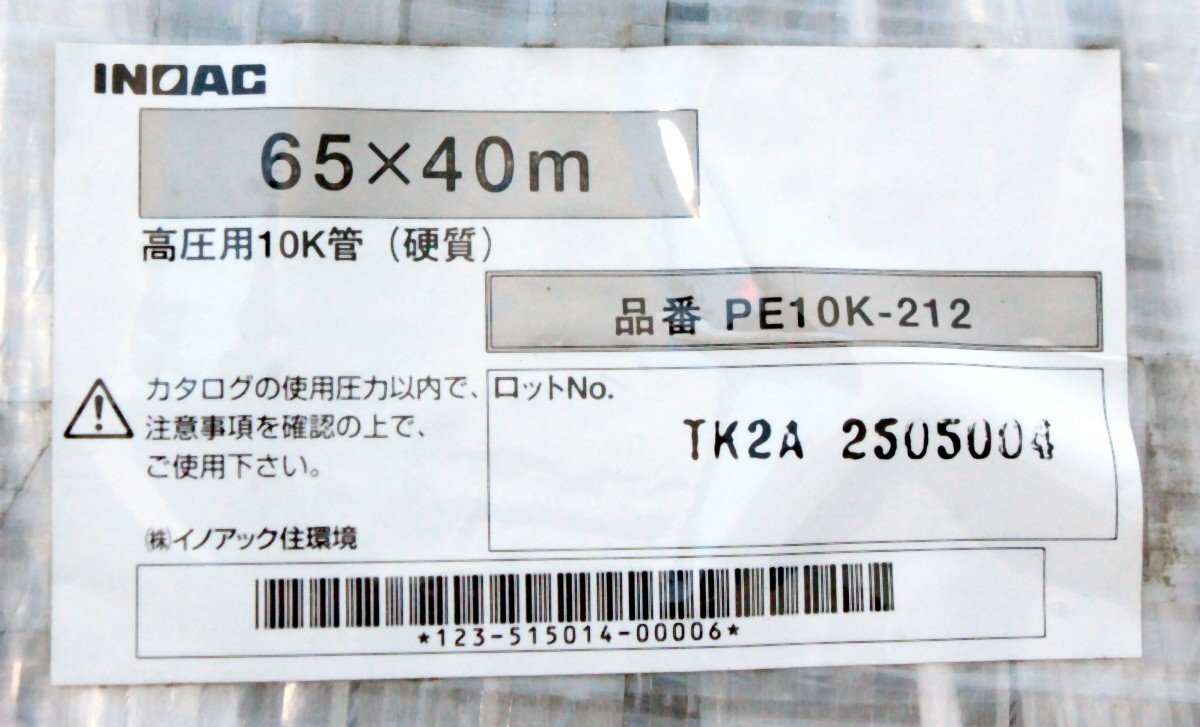 INOAC
65×40m
高圧用10K管（硬質）
品番 PE10K-212
カタログの使用圧力以内で、
注意事項を確認の上で、
ご使用下さい。
ロットNo.
TK2A 2505004
㈱イノアック住環境
*123-515014-00006*